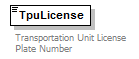 TpuLicense
Transportation Unit License
Plate Number